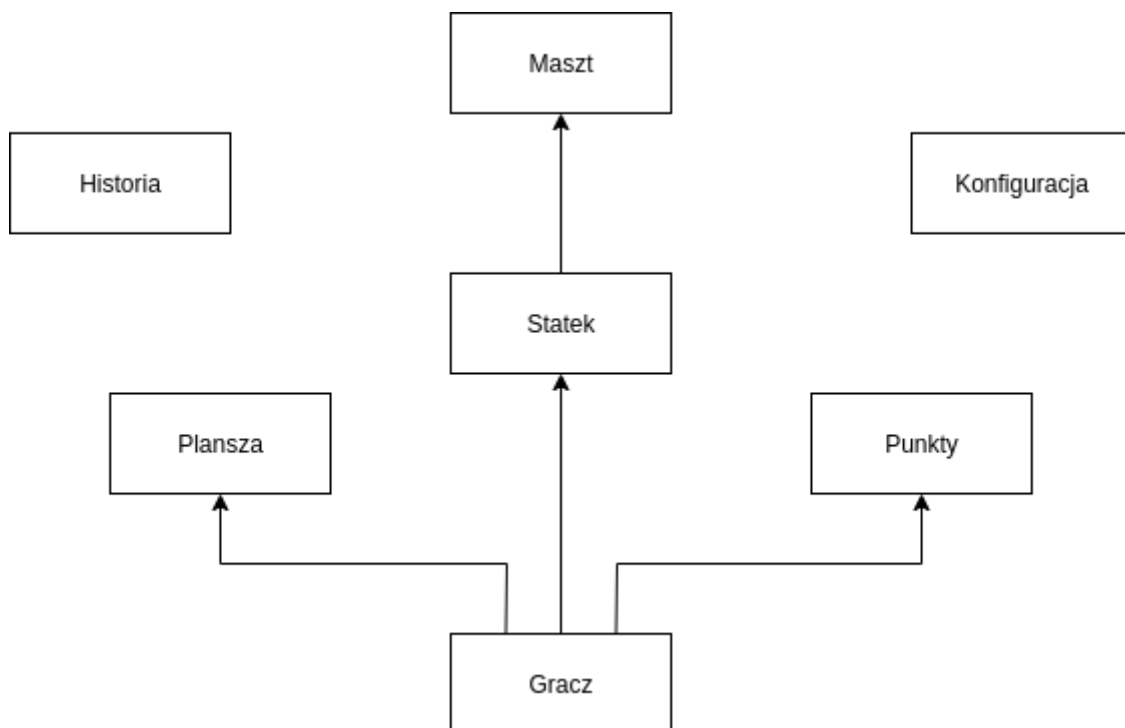 Maszt
Historia
Konfiguracja
Statek
Plansza
Punkty
Gracz